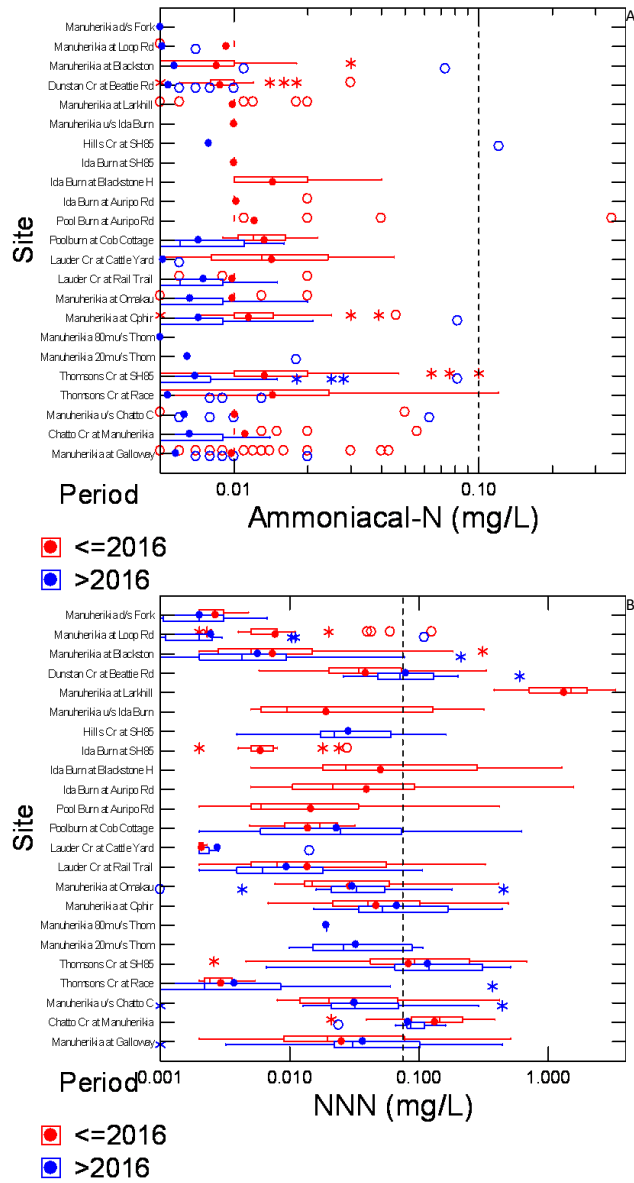 A
Manuherikia d/s Fork
Manuherikia at Loop Rd
Manuherikia at Blackston
Dunstan Cr at Beattie Rd
Manuherikia at Larkhill
Manuherikia u/s Ida Burn
Hills Cr at SH85
Ida Burn at SH85
Ida Burn at Blackstone H
Ida Burn at Auripo Rd
Pool Burn at Auripo Rd
Poolburn at Cob Cottage
Lauder Cr at Cattle Yard
Lauder Cr at Rail Trail
Manuherikia at Omakau
Manuherikia at Ophir
Manuherikia 80mu/s Thorn
Manuherikia 20mu/s Thorn
Thomsons Cr at SH85
Thomsons Cr at Race
Manuherikia u/s Chatto C
Chatto Cr at Manuherikia
Manuherikia at Galloway
Site
0.01 0.10
Ammoniacal-N (mg/L)
Period
<=2016
>2016
B
Manuherikia d/s Fork
Manuherikia at Loop Rd
Manuherikia at Blackston
Dunstan Cr at Beattie Rd
Manuherikia at Larkhill
Manuherikia u/s Ida Burn
Hills Cr at SH85
Ida Burn at SH85
Ida Burn at Blackstone H
Ida Burn at Auripo Rd
Pool Burn at Auripo Rd
Poolburn at Cob Cottage
Lauder Cr at Cattle Yard
Lauder Cr at Rail Trail
Manuherikia at Omakau
Manuherikia at Ophir
Manuherikia 80mu/s Thorn
Manuherikia 20mu/s Thorn
Thomsons Cr at SH85
Thomsons Cr at Race
Manuherikia u/s Chatto C
Chatto Cr at Manuherikia
Manuherikia at Galloway
Site
0.001 0.010 0.100 1.000
NNN (mg/L)
Period
<=2016
>2016